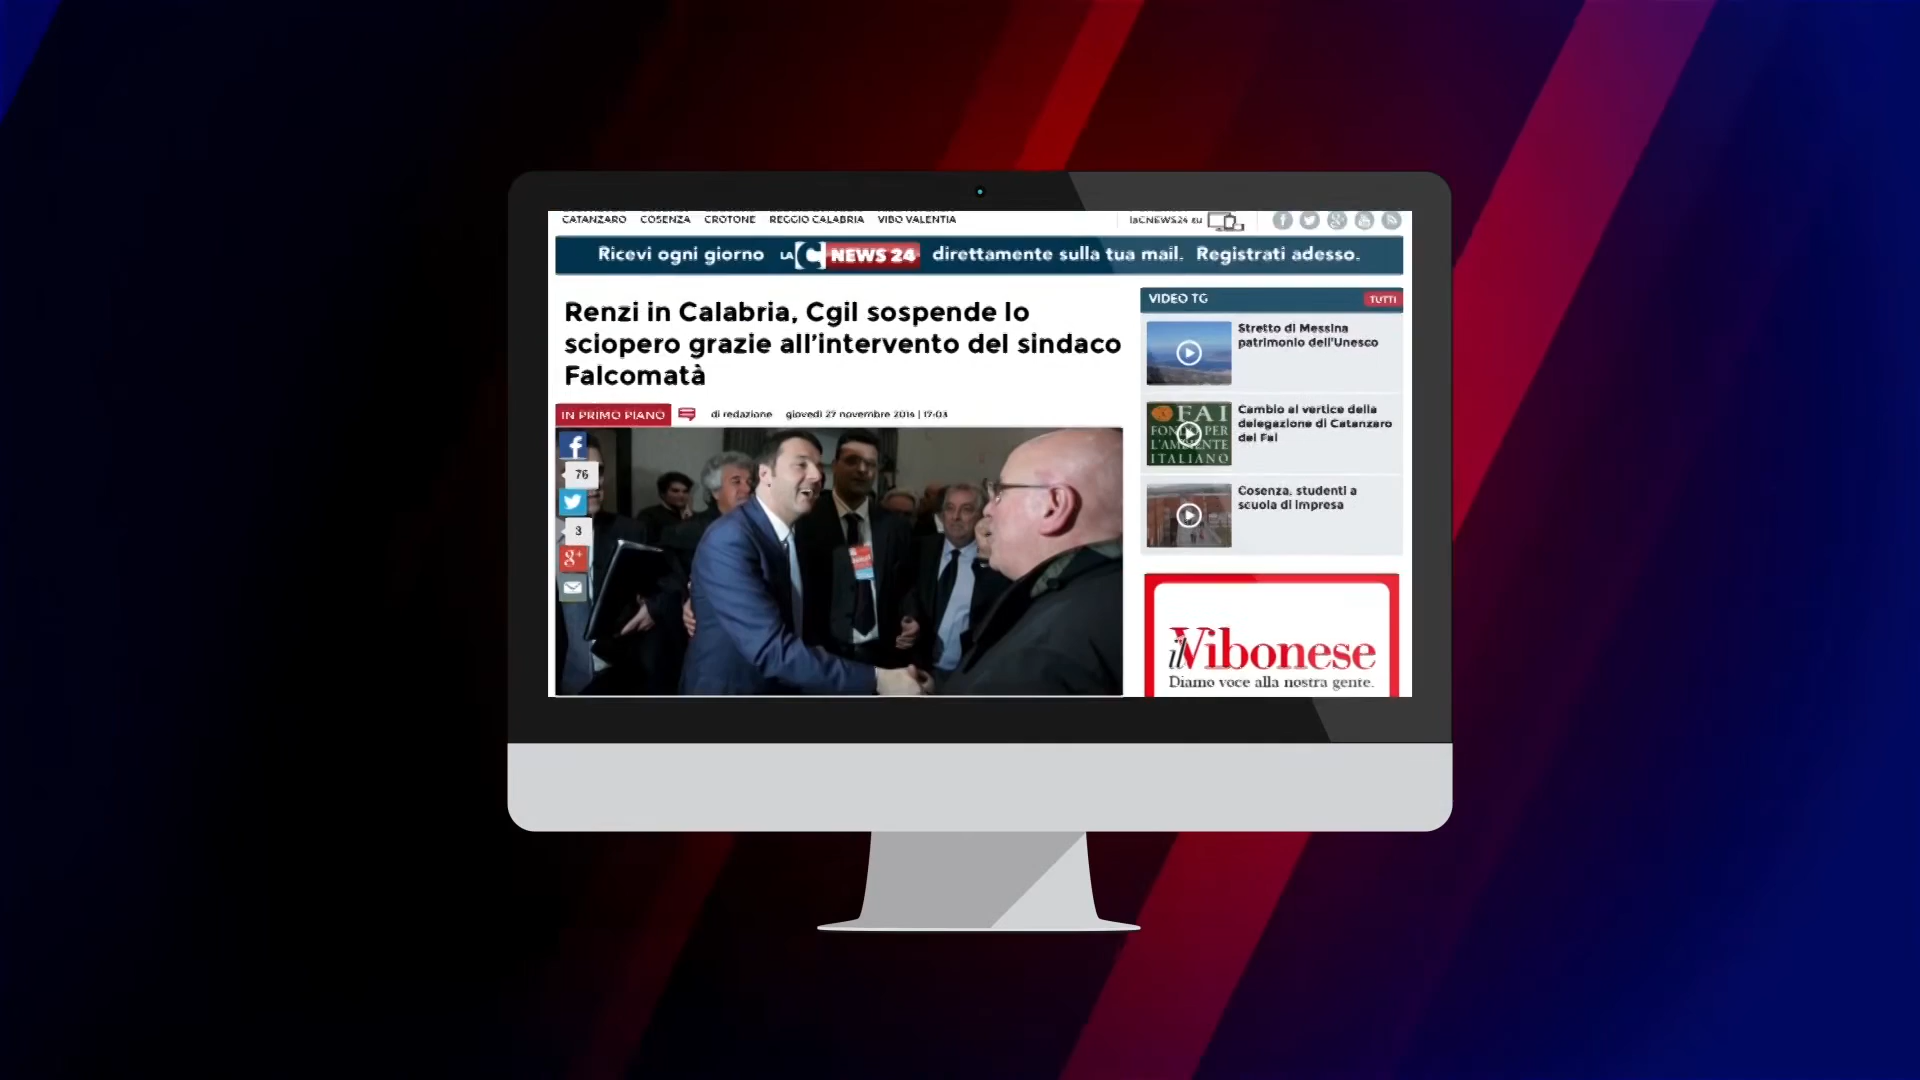 CATANZARO COSENZA CROTONE REGGIO CALABRIA VIBO VALENTIA
laCNEWS24 su
Ricevi ogni giorno LA C NEWS 24 direttamente sulla tua mail. Registrati adesso.
Renzi in Calabria, Cgil sospende lo
sciopero grazie all'intervento del sindaco
Falcomatà
IN PRIMO PIANO di redazione giovedì 27 novembre 2014 | 17:03
76
3
g+
VIDEO TG TUTTI
Stretto di Messina
patrimonio dell'Unesco
FAI
FONDO PER
L'AMBIENTE
ITALIANO
Cambio al vertice della
delegazione di Catanzaro
del Fai
Cosenza, studenti a
scuola di impresa
il Vibonese
Diamo voce alla nostra gente.